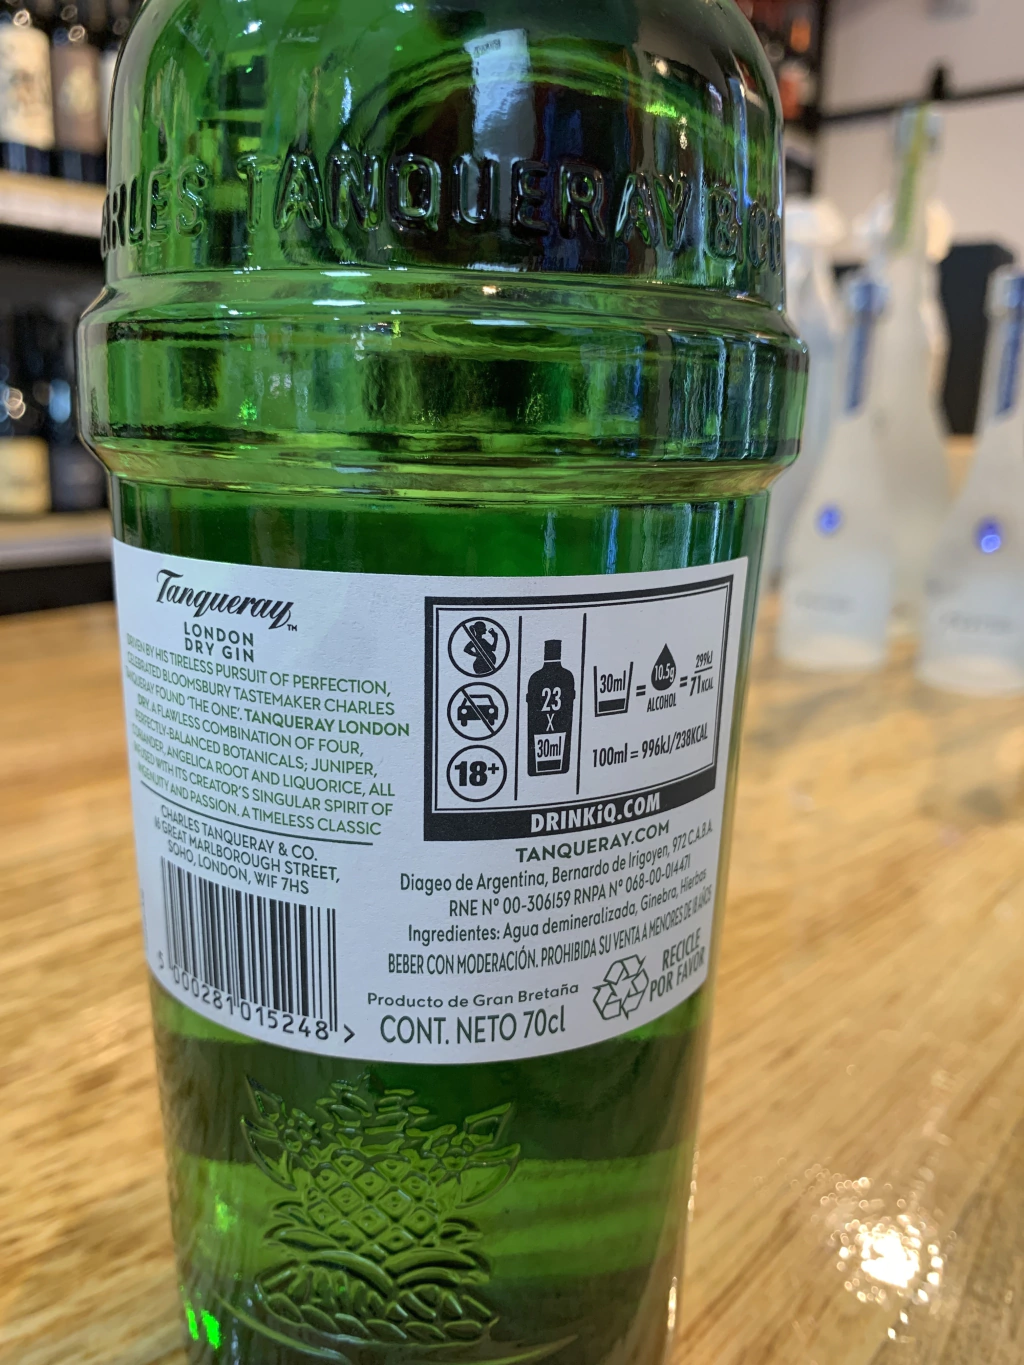 TANQUERAY &
Tanqueray™
LONDON
DRY GIN
DRIVEN BY HIS TIRELESS PURSUIT OF PERFECTION,
CELEBRATED BLOOMSBURY TASTEMAKER CHARLES
TANQUERAY FOUND 'THE ONE'. TANQUERAY LONDON
DRY. A FLAWLESS COMBINATION OF FOUR,
PERFECTLY-BALANCED BOTANICALS; JUNIPER,
CORIANDER, ANGELICA ROOT AND LIQUORICE, ALL
INFUSED WITH ITS CREATOR'S SINGULAR SPIRIT OF
INGENUITY AND PASSION. A TIMELESS CLASSIC
CHARLES TANQUERAY & CO.
GREAT MARLBOROUGH STREET,
SOHO, LONDON, W1F 7HS
5 000281 015248 >
18+
23
X
30ml
30ml = 10.5g ALCOHOL = 299kJ 71KCAL
100ml = 996kJ/238KCAL
DRINKiQ.COM
TANQUERAY.COM
Diageo de Argentina, Bernardo de Irigoyen, 972 C.A.B.A.
RNE N° 00-306159 RNPA N° 068-00-014471
Ingredientes: Agua demineralizada, Ginebra, Hierbas
BEBER CON MODERACIÓN. PROHIBIDA SU VENTA A MENORES DE 18 AÑOS
RECICLE
POR FAVOR
Producto de Gran Bretaña
CONT. NETO 70cl